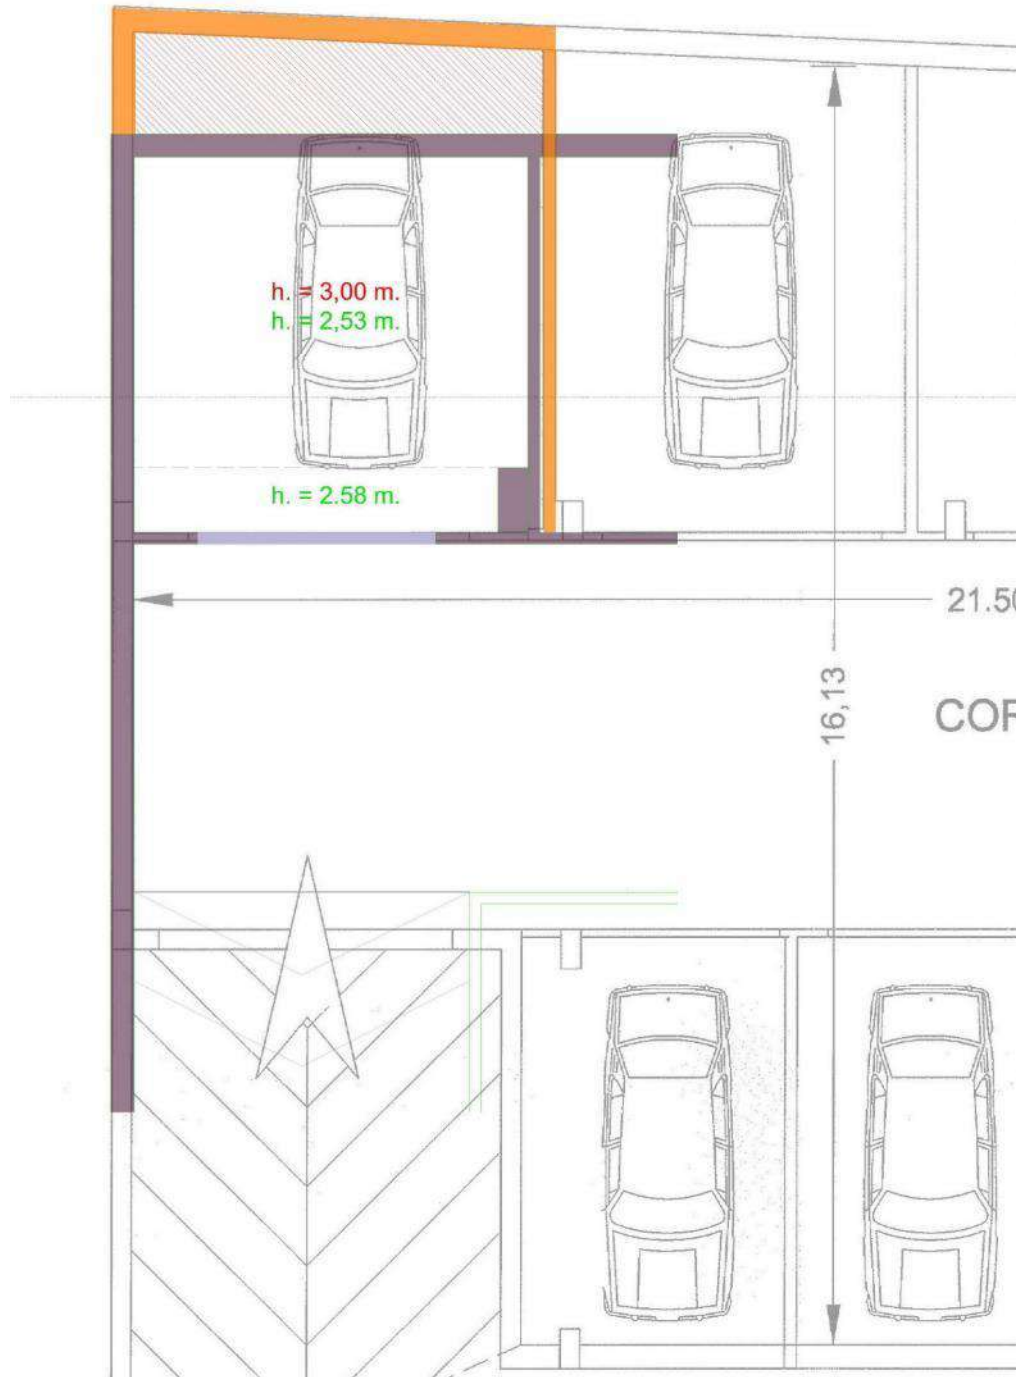 h. = 3,00 m.
h. = 2,53 m.
h. = 2.58 m.
21.50
16,13
COR